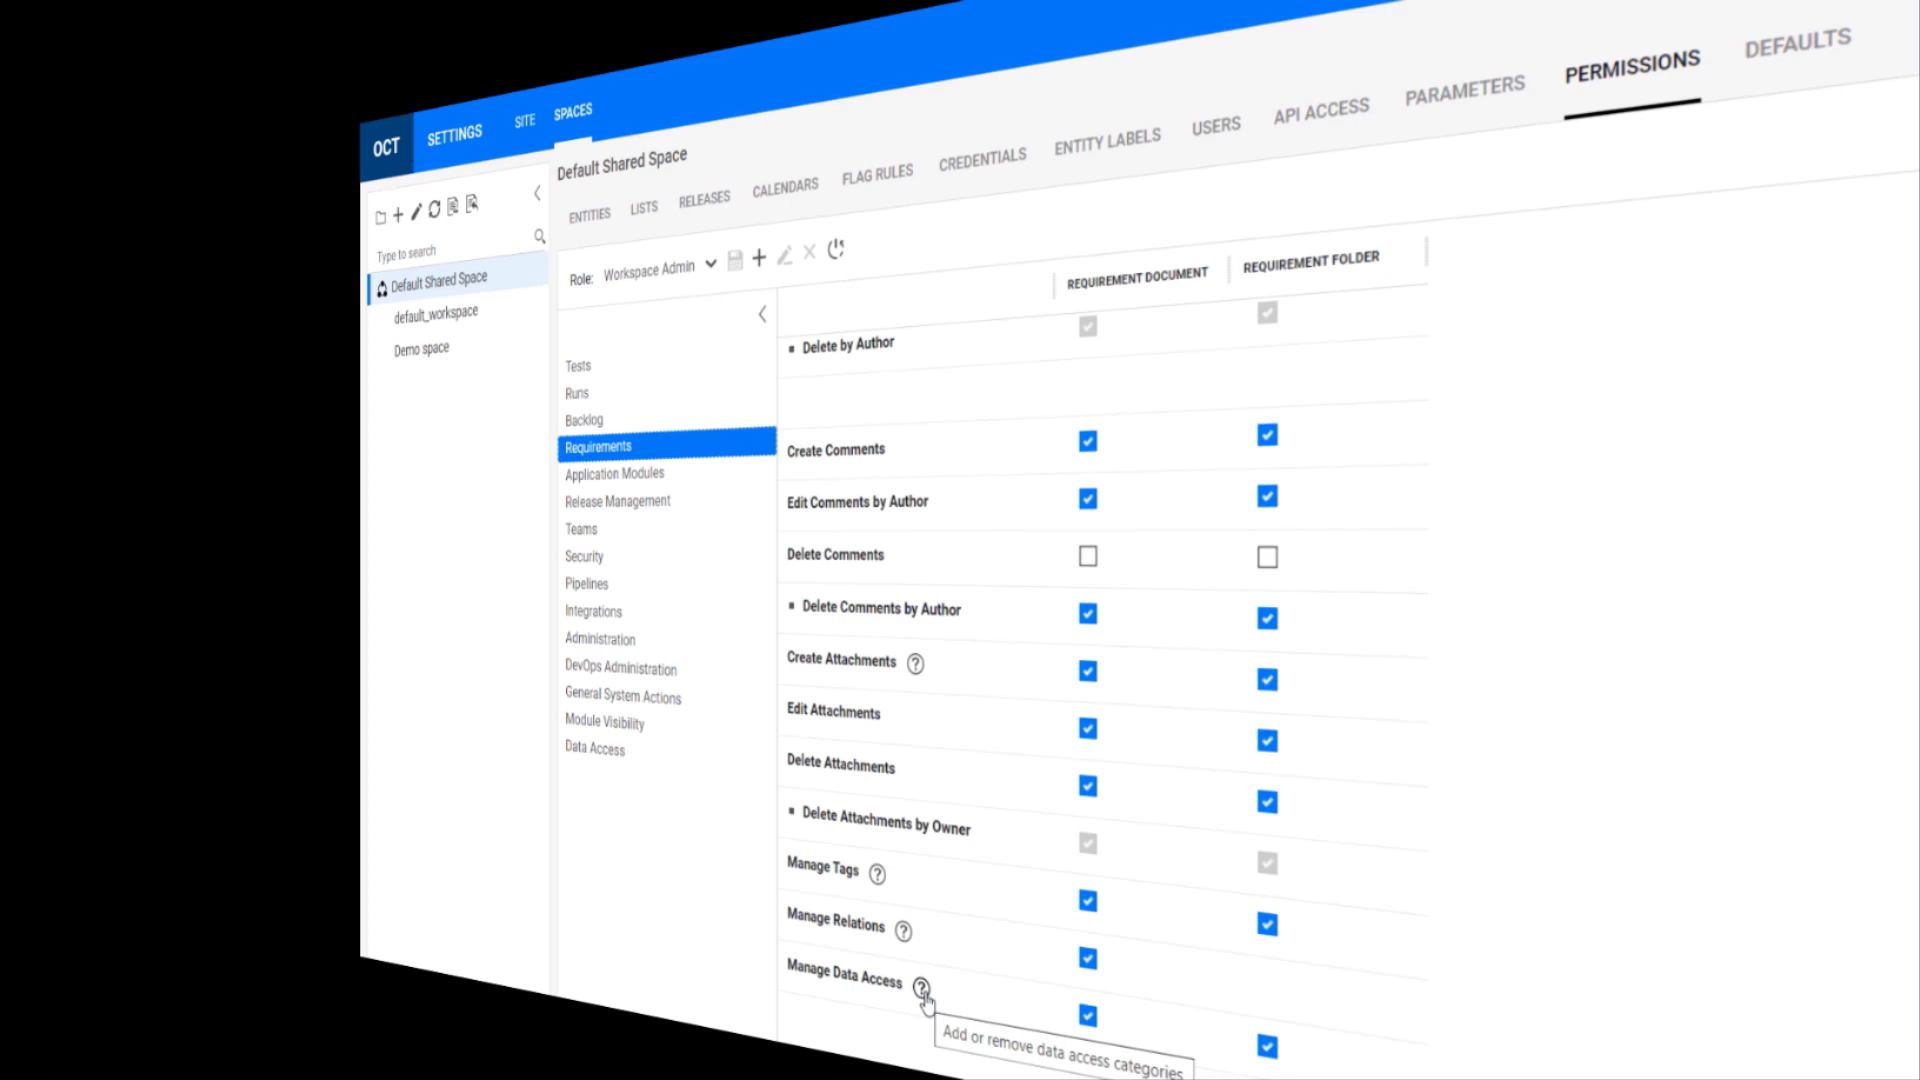 OCT
SETTINGS
SITE
SPACES
Type to search
Default Shared Space
default_workspace
Demo space
Default Shared Space
ENTITIES
LISTS
RELEASES
CALENDARS
FLAG RULES
CREDENTIALS
ENTITY LABELS
USERS
API ACCESS
PARAMETERS
PERMISSIONS
DEFAULTS
Role: Workspace Admin
Tests
Runs
Backlog
Requirements
Application Modules
Release Management
Teams
Security
Pipelines
Integrations
Administration
DevOps Administration
General System Actions
Module Visibility
Data Access
REQUIREMENT DOCUMENT
REQUIREMENT FOLDER
Delete by Author
Create Comments
Edit Comments by Author
Delete Comments
Delete Comments by Author
Create Attachments
Edit Attachments
Delete Attachments
Delete Attachments by Owner
Manage Tags
Manage Relations
Manage Data Access
Add or remove data access categories